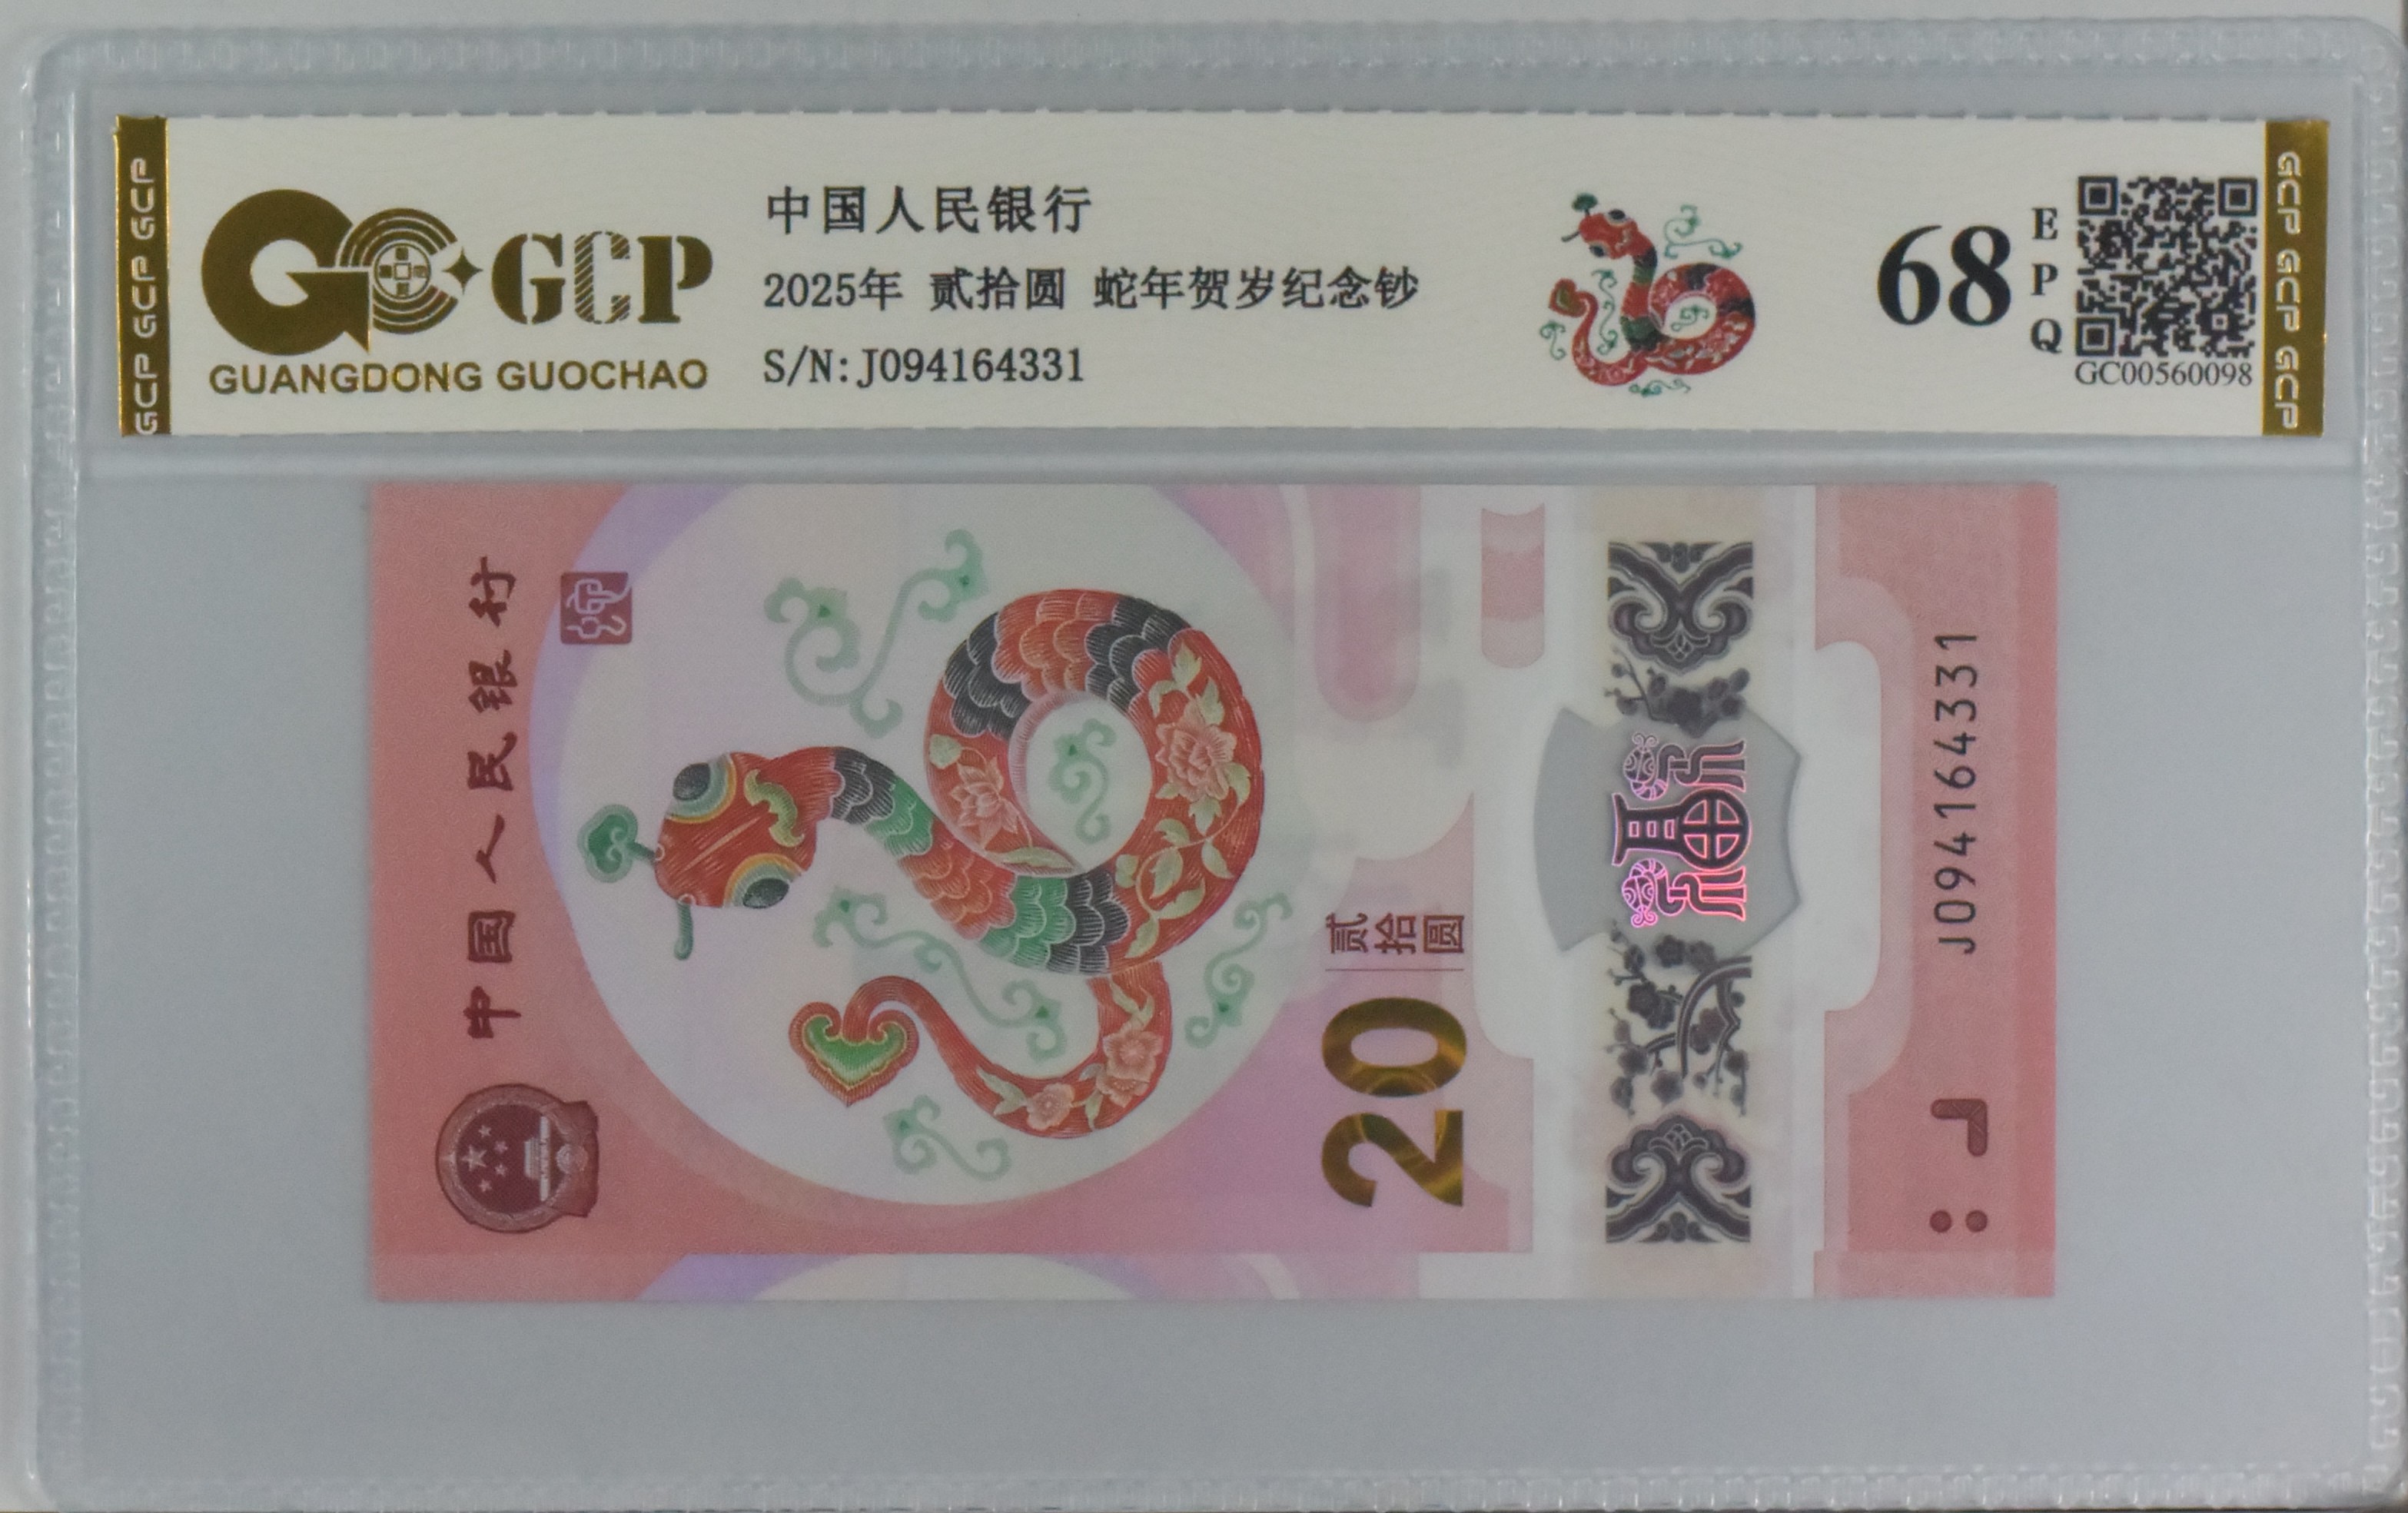 GCP GCP GCP
GCP
GUANGDONG GUOCHAO
中国人民银行
2025年 贰拾圆 蛇年贺岁纪念钞
S/N:J094164331
68
EPQ
GC00560098
GCP GCP GCP
中国人民银行
贰拾圆
20
J094164331